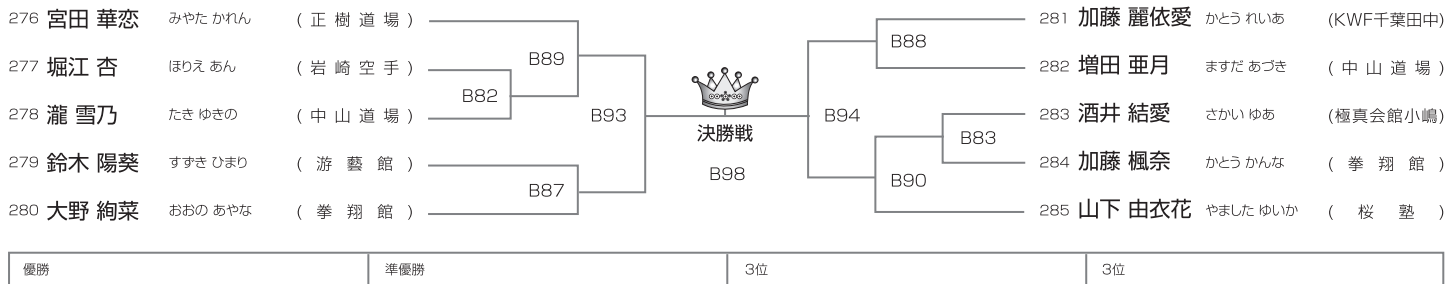 276 宮田 華恋 みやた かれん (正樹道場)
277 堀江 杏 ほりえ あん (岩崎空手)
278 瀧 雪乃 たき ゆきの (中山道場)
279 鈴木 陽葵 すずき ひまり (游藝館)
280 大野 絢菜 おおの あやな (拳翔館)
B89
B82
B93
B87
決勝戦
B98
B88
B94
B83
B90
281 加藤 麗依愛 かとう れいあ (KWF千葉田中)
282 増田 亜月 ますだ あづき (中山道場)
283 酒井 結愛 さかい ゆあ (極真会館小嶋)
284 加藤 楓奈 かとう かんな (拳翔館)
285 山下 由衣花 やました ゆいか (桜塾)
優勝 準優勝 3位 3位